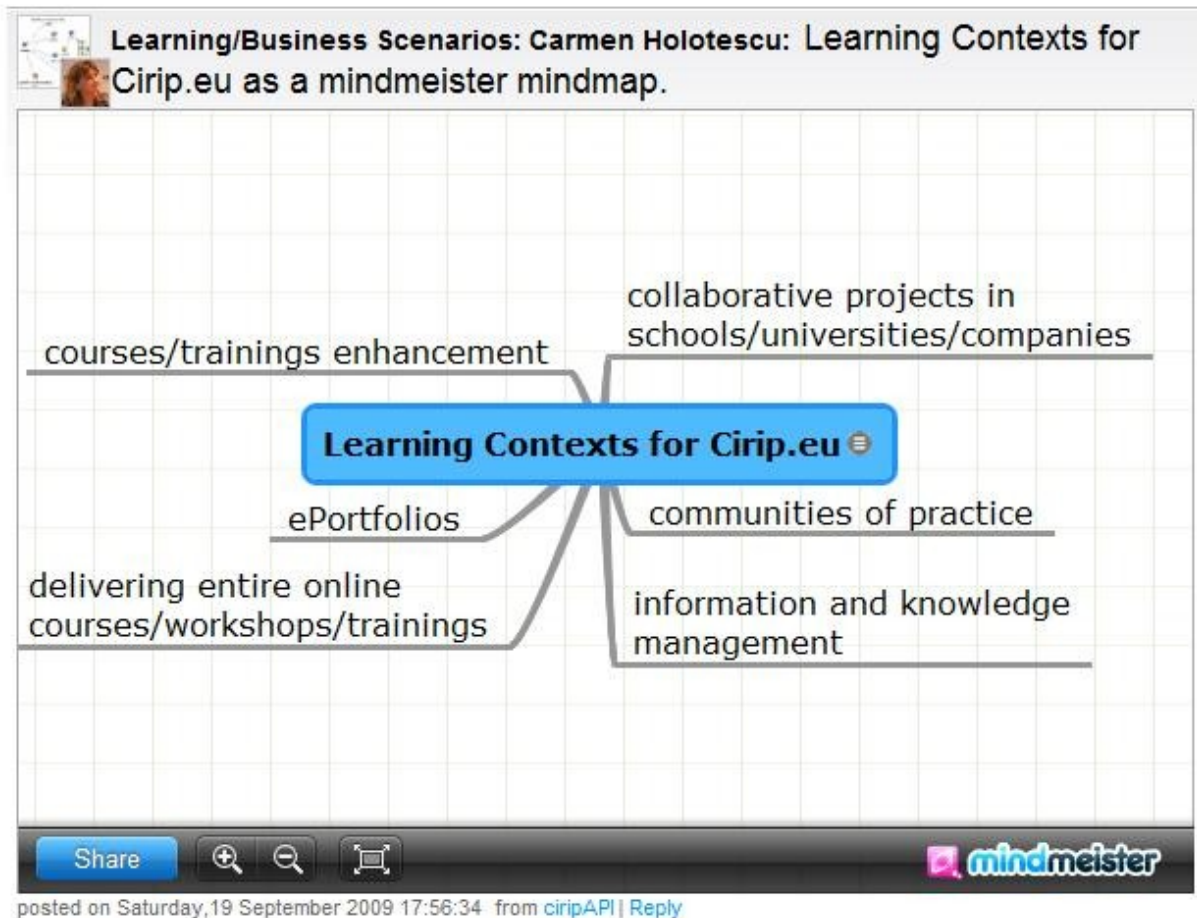 Learning/Business Scenarios: Carmen Holotescu: Learning Contexts for
Cirip.eu as a mindmeister mindmap.
collaborative projects in
schools/universities/companies
courses/trainings enhancement
Learning Contexts for Cirip.eu
ePortfolios
communities of practice
delivering entire online
courses/workshops/trainings
information and knowledge
management
Share
mindmeister
posted on Saturday,19 September 2009 17:56:34 from ciripAPI | Reply